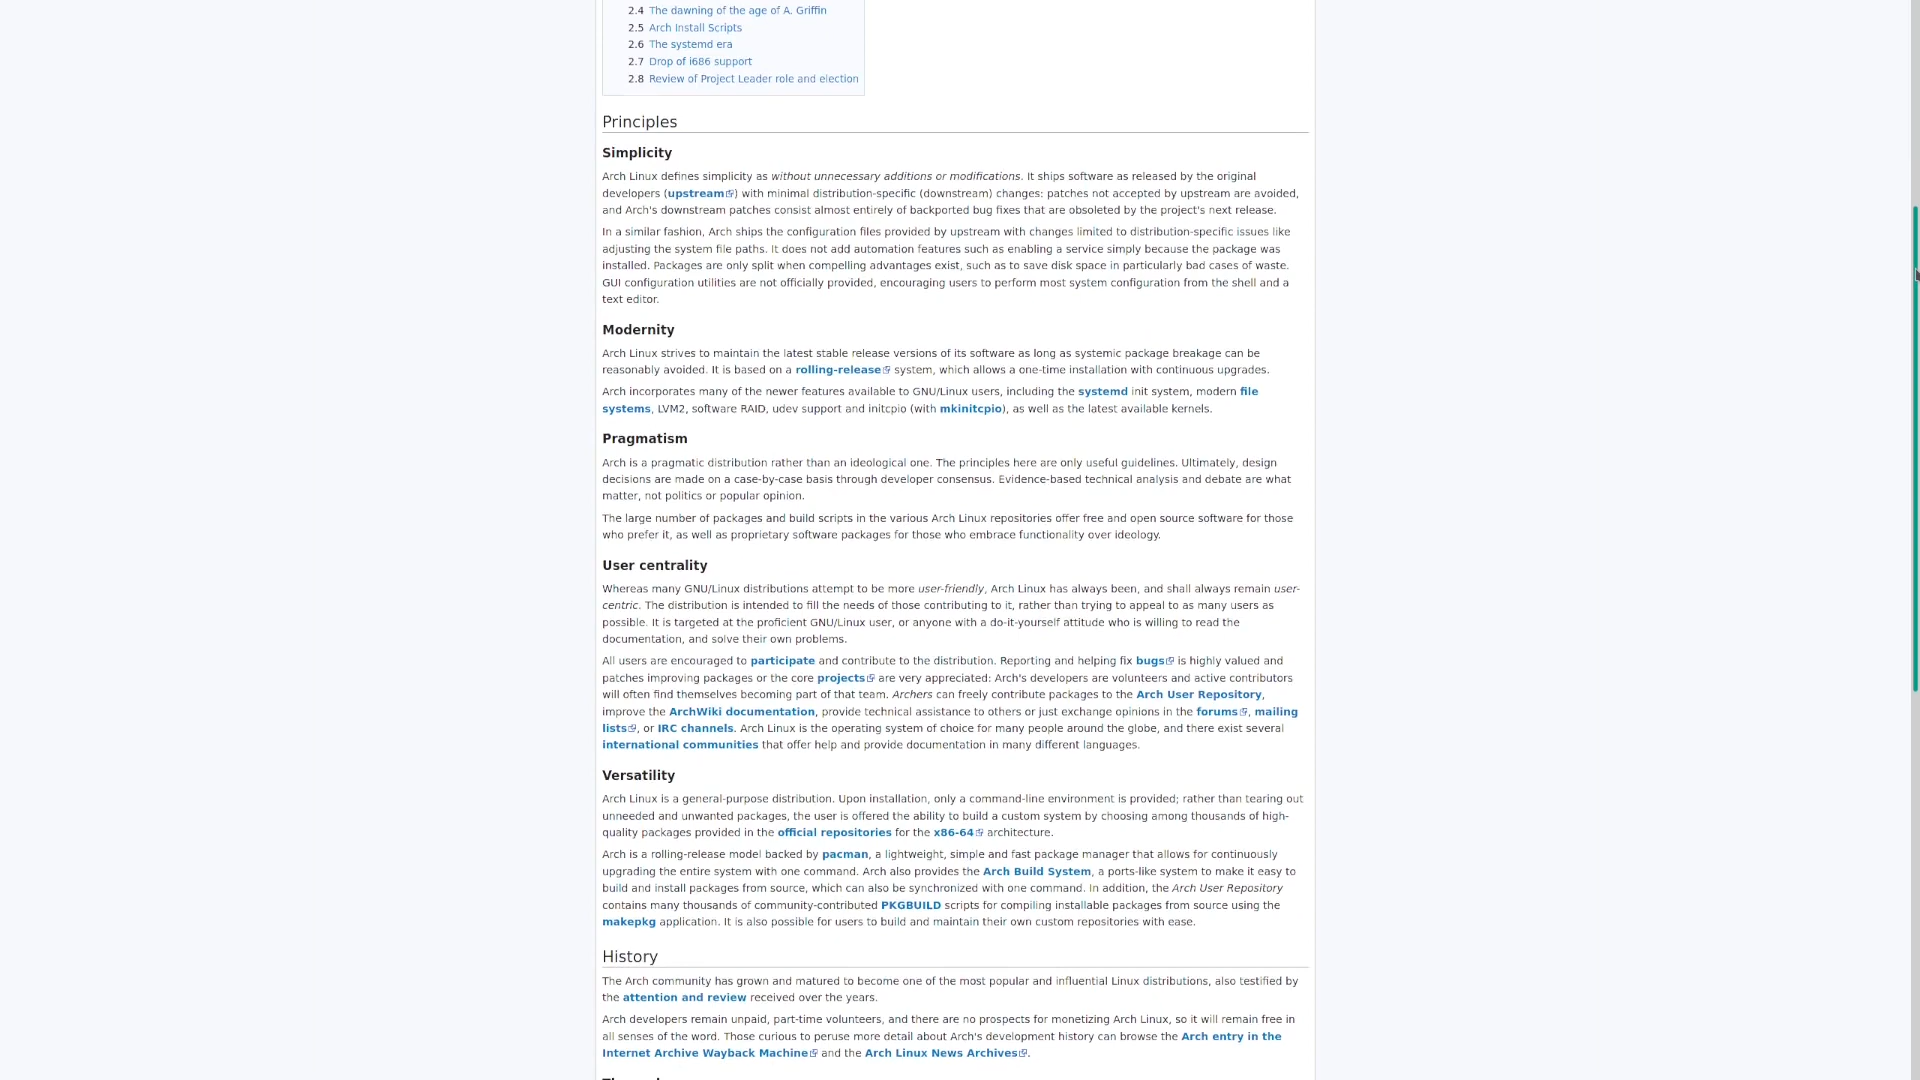 2.4 The dawning of the age of A. Griffin
2.5 Arch Install Scripts
2.6 The systemd era
2.7 Drop of i686 support
2.8 Review of Project Leader role and election
Principles
Simplicity
Arch Linux defines simplicity as without unnecessary additions or modifications. It ships software as released by the original
developers (upstream) with minimal distribution-specific (downstream) changes: patches not accepted by upstream are avoided,
and Arch's downstream patches consist almost entirely of backported bug fixes that are obsoleted by the project's next release.
In a similar fashion, Arch ships the configuration files provided by upstream with changes limited to distribution-specific issues like
adjusting the system file paths. It does not add automation features such as enabling a service simply because the package was
installed. Packages are only split when compelling advantages exist, such as to save disk space in particularly bad cases of waste.
GUI configuration utilities are not officially provided, encouraging users to perform most system configuration from the shell and a
text editor.
Modernity
Arch Linux strives to maintain the latest stable release versions of its software as long as systemic package breakage can be
reasonably avoided. It is based on a rolling-release system, which allows a one-time installation with continuous upgrades.
Arch incorporates many of the newer features available to GNU/Linux users, including the systemd init system, modern file
systems, LVM2, software RAID, udev support and initcpio (with mkinitcpio), as well as the latest available kernels.
Pragmatism
Arch is a pragmatic distribution rather than an ideological one. The principles here are only useful guidelines. Ultimately, design
decisions are made on a case-by-case basis through developer consensus. Evidence-based technical analysis and debate are what
matter, not politics or popular opinion.
The large number of packages and build scripts in the various Arch Linux repositories offer free and open source software for those
who prefer it, as well as proprietary software packages for those who embrace functionality over ideology.
User centrality
Whereas many GNU/Linux distributions attempt to be more user-friendly, Arch Linux has always been, and shall always remain user-
centric. The distribution is intended to fill the needs of those contributing to it, rather than trying to appeal to as many users as
possible. It is targeted at the proficient GNU/Linux user, or anyone with a do-it-yourself attitude who is willing to read the
documentation, and solve their own problems.
All users are encouraged to participate and contribute to the distribution. Reporting and helping fix bugs is highly valued and
patches improving packages or the core projects are very appreciated: Arch's developers are volunteers and active contributors
will often find themselves becoming part of that team. Archers can freely contribute packages to the Arch User Repository,
improve the ArchWiki documentation, provide technical assistance to others or just exchange opinions in the forums, mailing
lists, or IRC channels. Arch Linux is the operating system of choice for many people around the globe, and there exist several
international communities that offer help and provide documentation in many different languages.
Versatility
Arch Linux is a general-purpose distribution. Upon installation, only a command-line environment is provided; rather than tearing out
unneeded and unwanted packages, the user is offered the ability to build a custom system by choosing among thousands of high-
quality packages provided in the official repositories for the x86-64 architecture.
Arch is a rolling-release model backed by pacman, a lightweight, simple and fast package manager that allows for continuously
upgrading the entire system with one command. Arch also provides the Arch Build System, a ports-like system to make it easy to
build and install packages from source, which can also be synchronized with one command. In addition, the Arch User Repository
contains many thousands of community-contributed PKGBUILD scripts for compiling installable packages from source using the
makepkg application. It is also possible for users to build and maintain their own custom repositories with ease.
History
The Arch community has grown and matured to become one of the most popular and influential Linux distributions, also testified by
the attention and review received over the years.
Arch developers remain unpaid, part-time volunteers, and there are no prospects for monetizing Arch Linux, so it will remain free in
all senses of the word. Those curious to peruse more detail about Arch's development history can browse the Arch entry in the
Internet Archive Wayback Machine and the Arch Linux News Archives.